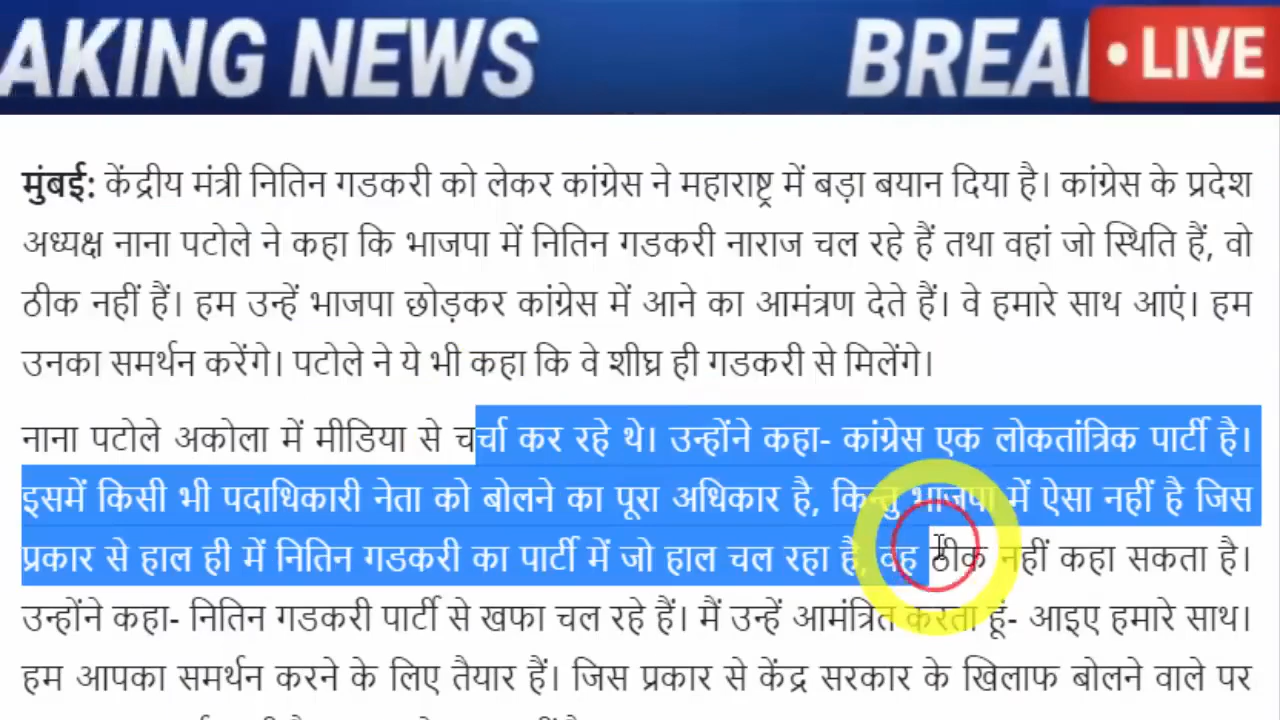 AKING NEWS BREA • LIVE
मुंबई: केंद्रीय मंत्री नितिन गडकरी को लेकर कांग्रेस ने महाराष्ट्र में बड़ा बयान दिया है। कांग्रेस के प्रदेश
अध्यक्ष नाना पटोले ने कहा कि भाजपा में नितिन गडकरी नाराज चल रहे हैं तथा वहां जो स्थिति हैं, वो
ठीक नहीं हैं। हम उन्हें भाजपा छोड़कर कांग्रेस में आने का आमंत्रण देते हैं। वे हमारे साथ आएं। हम
उनका समर्थन करेंगे। पटोले ने ये भी कहा कि वे शीघ्र ही गडकरी से मिलेंगे।
नाना पटोले अकोला में मीडिया से चर्चा कर रहे थे। उन्होंने कहा- कांग्रेस एक लोकतांत्रिक पार्टी है।
इसमें किसी भी पदाधिकारी नेता को बोलने का पूरा अधिकार है, किन्तु भाजपा में ऐसा नहीं है जिस
प्रकार से हाल ही में नितिन गडकरी का पार्टी में जो हाल चल रहा है, वह ठीक नहीं कहा सकता है।
उन्होंने कहा- नितिन गडकरी पार्टी से खफा चल रहे हैं। मैं उन्हें आमंत्रित करता हूं- आइए हमारे साथ।
हम आपका समर्थन करने के लिए तैयार हैं। जिस प्रकार से केंद्र सरकार के खिलाफ बोलने वाले पर